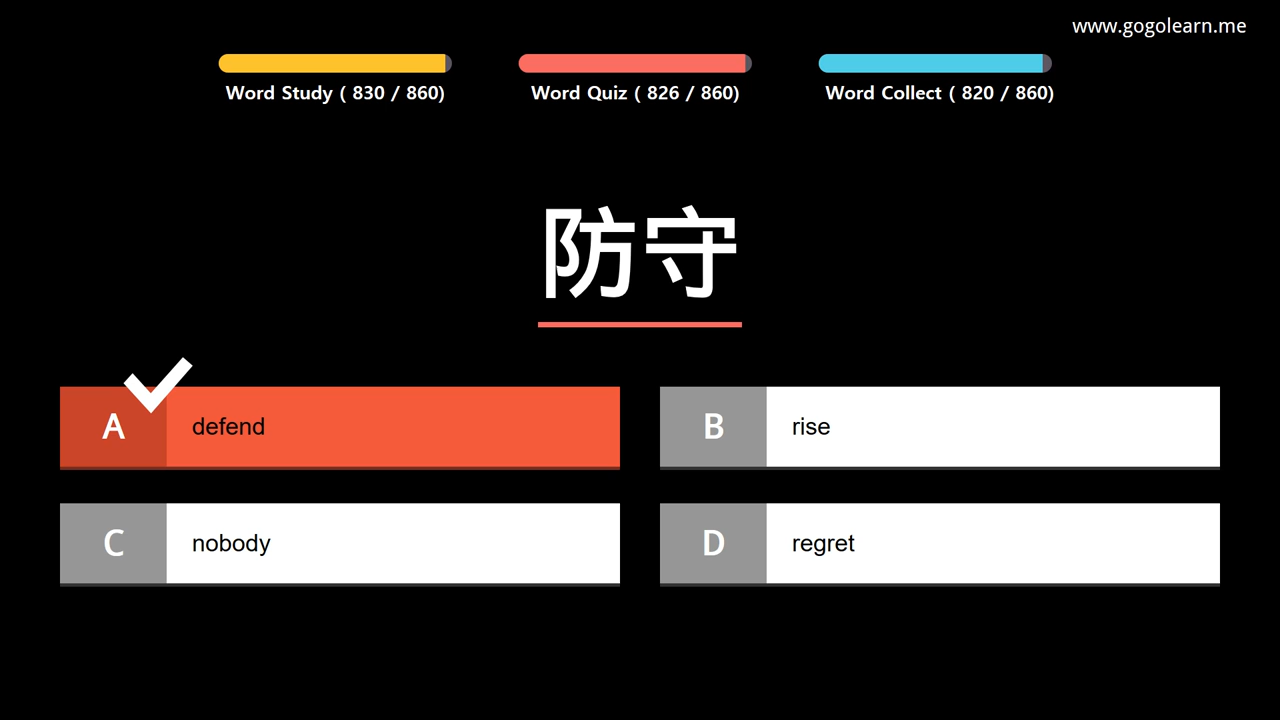 www.gogolearn.me
Word Study ( 830 / 860)
Word Quiz ( 826 / 860)
Word Collect ( 820 / 860)
防守
A defend
B rise
C nobody
D regret